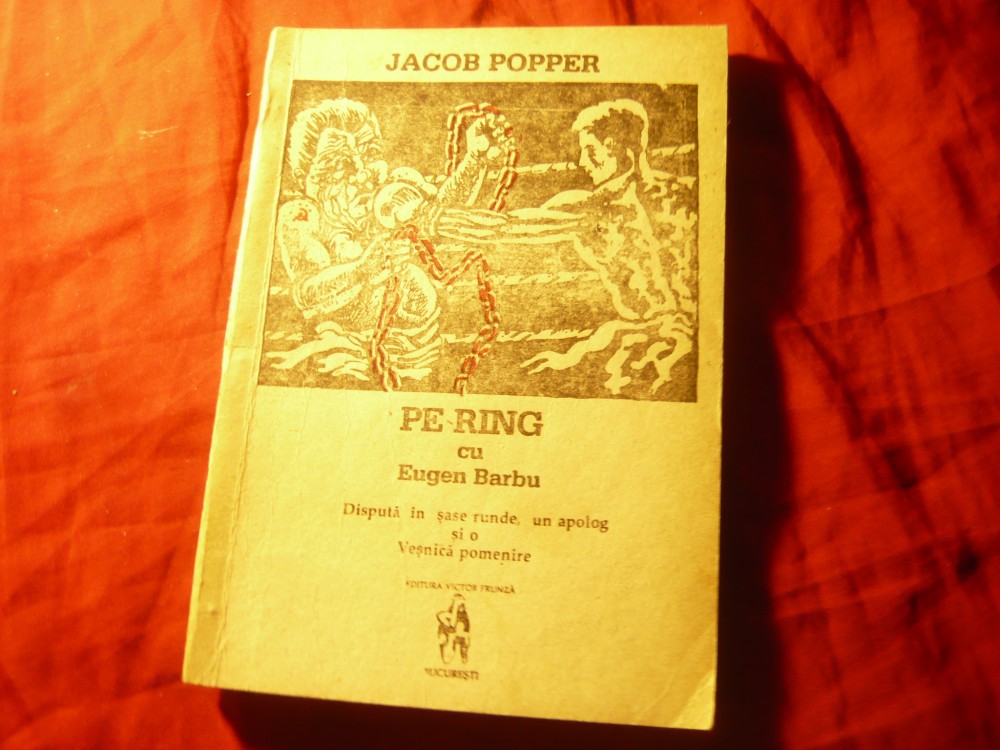 JACOB POPPER
PE RING
cu
Eugen Barbu
Dispută în șase runde, un apolog
și o
Veșnică pomenire
EDITURA VICTOR FRUNZĂ
BUCUREȘTI